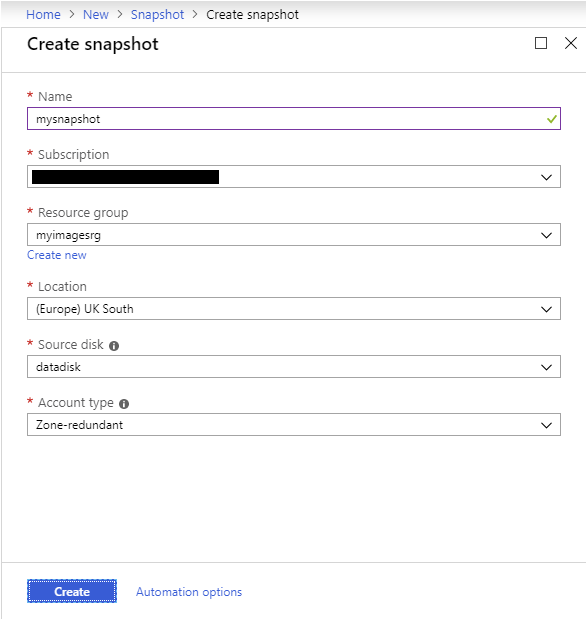 Home > New > Snapshot > Create snapshot
Create snapshot
* Name
mysnapshot
* Subscription
* Resource group
myimagesrg
Create new
* Location
(Europe) UK South
* Source disk
datadisk
* Account type
Zone-redundant
Create Automation options